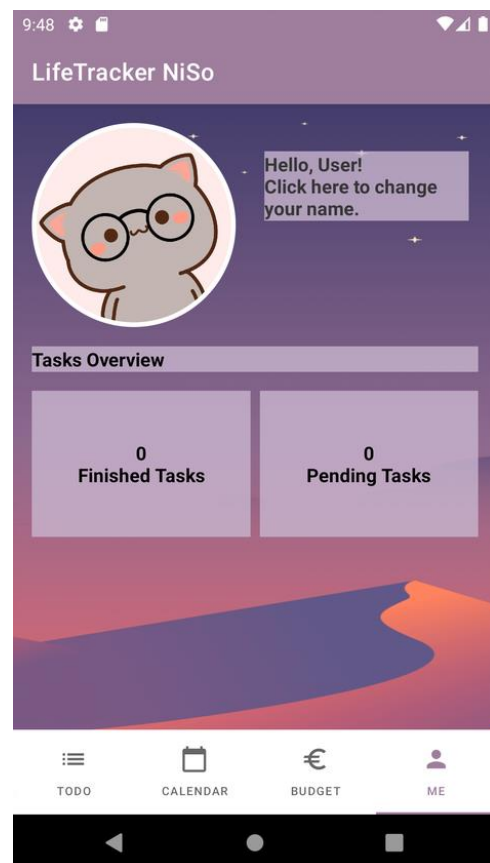 9:48
LifeTracker NiSo
Hello, User!
Click here to change
your name.
Tasks Overview
0
Finished Tasks
0
Pending Tasks
TODO
CALENDAR
BUDGET
ME